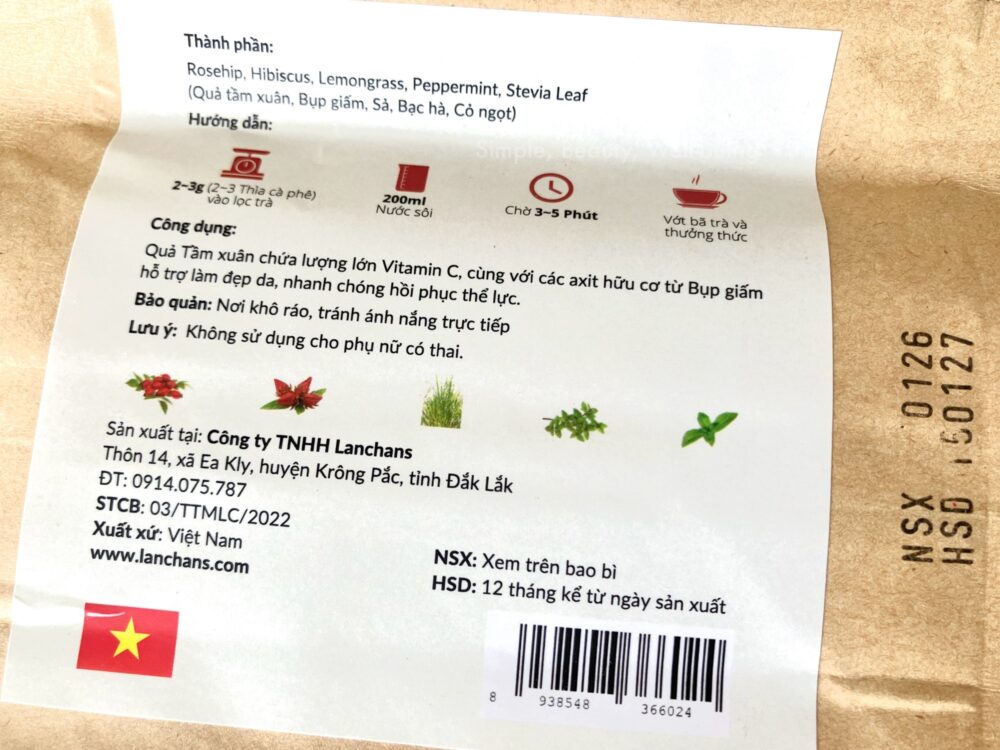 Thành phần:
Rosehip, Hibiscus, Lemongrass, Peppermint, Stevia Leaf
(Quả tầm xuân, Bụp giấm, Sả, Bạc hà, Cỏ ngọt)
Hướng dẫn:
2-3g (2-3 Thìa cà phê)
vào lọc trà
200ml
Nước sôi
Chờ 3-5 Phút
Vớt bã trà và
thưởng thức
Công dụng:
Quả Tầm xuân chứa lượng lớn Vitamin C, cùng với các axit hữu cơ từ Bụp giấm
hỗ trợ làm đẹp da, nhanh chóng hồi phục thể lực.
Bảo quản: Nơi khô ráo, tránh ánh nắng trực tiếp
Lưu ý: Không sử dụng cho phụ nữ có thai.
Sản xuất tại: Công ty TNHH Lanchans
Thôn 14, xã Ea Kly, huyện Krông Pắc, tỉnh Đắk Lắk
ĐT: 0914.075.787
STCB: 03/TTMLC/2022
Xuất xứ: Việt Nam
www.lanchans.com
NSX: Xem trên bao bì
HSD: 12 tháng kể từ ngày sản xuất
8 938548 366024
NSX 0126
HSD 150127